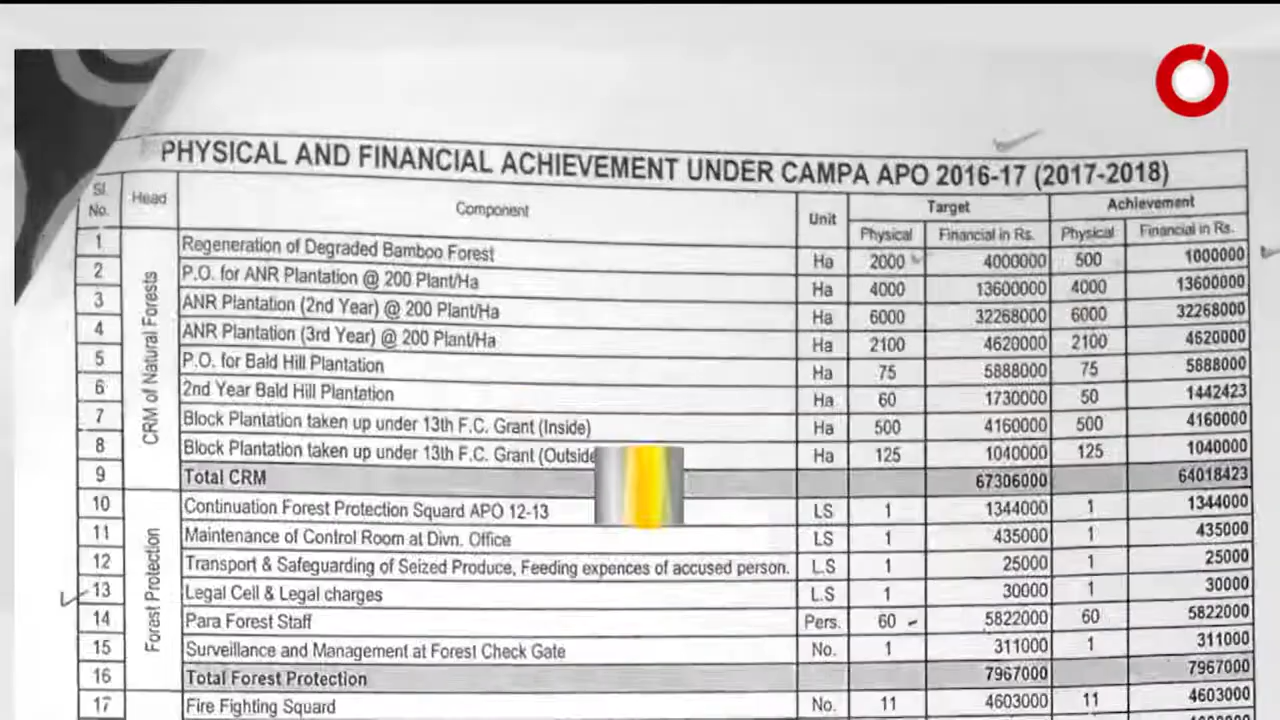 PHYSICAL AND FINANCIAL ACHIEVEMENT UNDER CAMPA APO 2016-17 (2017-2018)
Sl. No. Head Component Unit Target Achievement
Physical Financial in Rs. Physical Financial in Rs.
CRM of Natural Forests
1 Regeneration of Degraded Bamboo Forest Ha 2000 4000000 500 1000000
2 P.O. for ANR Plantation @ 200 Plant/Ha Ha 4000 13600000 4000 13600000
3 ANR Plantation (2nd Year) @ 200 Plant/Ha Ha 6000 32268000 6000 32268000
4 ANR Plantation (3rd Year) @ 200 Plant/Ha Ha 2100 4620000 2100 4620000
5 P.O. for Bald Hill Plantation Ha 75 5888000 75 5888000
6 2nd Year Bald Hill Plantation Ha 60 1730000 50 1442423
7 Block Plantation taken up under 13th F.C. Grant (Inside) Ha 500 4160000 500 4160000
8 Block Plantation taken up under 13th F.C. Grant (Outside Ha 125 1040000 125 1040000
9 Total CRM 67306000 64018423
Forest Protection
10 Continuation Forest Protection Squard APO 12-13 LS 1 1344000 1 1344000
11 Maintenance of Control Room at Divn. Office LS 1 435000 1 435000
12 Transport & Safeguarding of Seized Produce, Feeding expences of accused person. L.S 1 25000 1 25000
13 Legal Cell & Legal charges L.S 1 30000 1 30000
14 Para Forest Staff Pers. 60 5822000 60 5822000
15 Surveillance and Management at Forest Check Gate No. 1 311000 1 311000
16 Total Forest Protection 7967000 7967000
17 Fire Fighting Squard No. 11 4603000 11 4603000